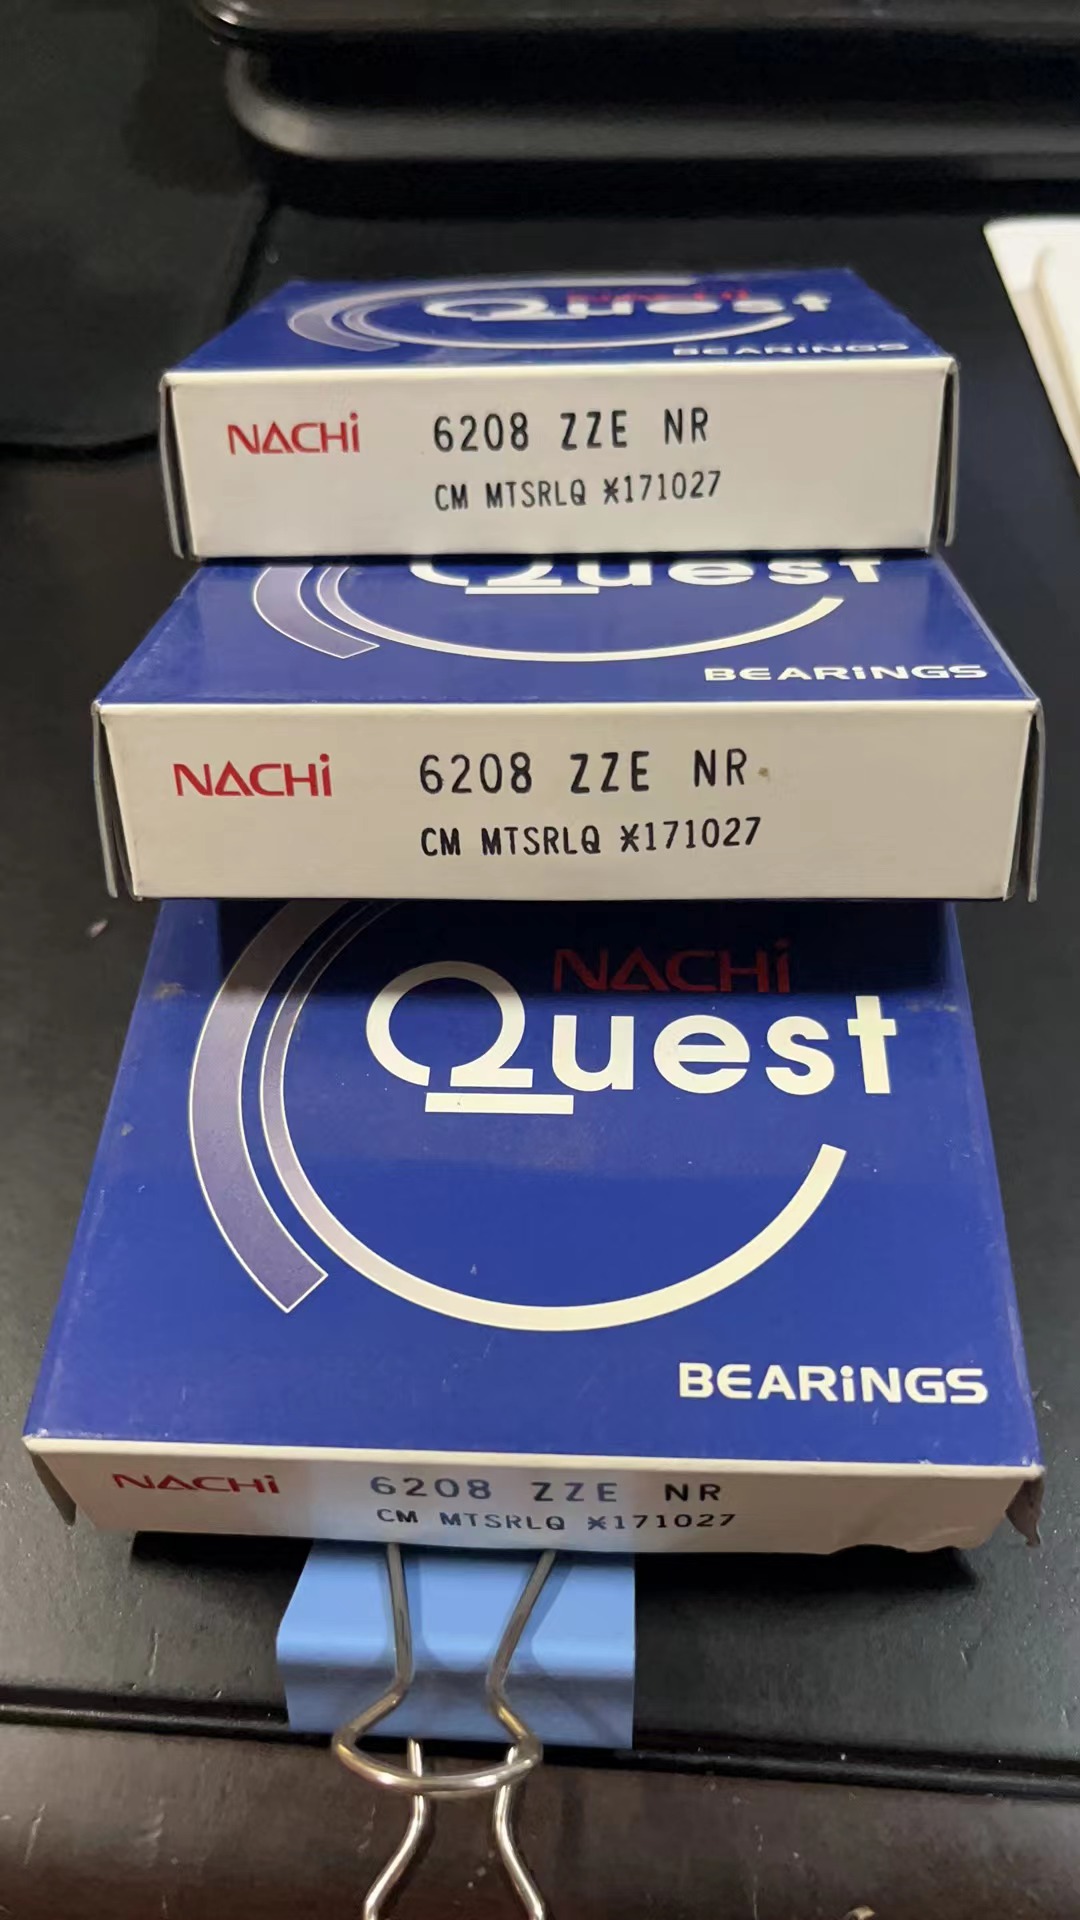 NACHi
Quest
BEARiNGS
NACHi 6208 ZZE NR
CM MTSRLQ *171027
Quest
BEARiNGS
NACHi 6208 ZZE NR
CM MTSRLQ *171027
NACHi
Quest
BEARiNGS
NACHi 6208 ZZE NR
CM MTSRLQ *171027